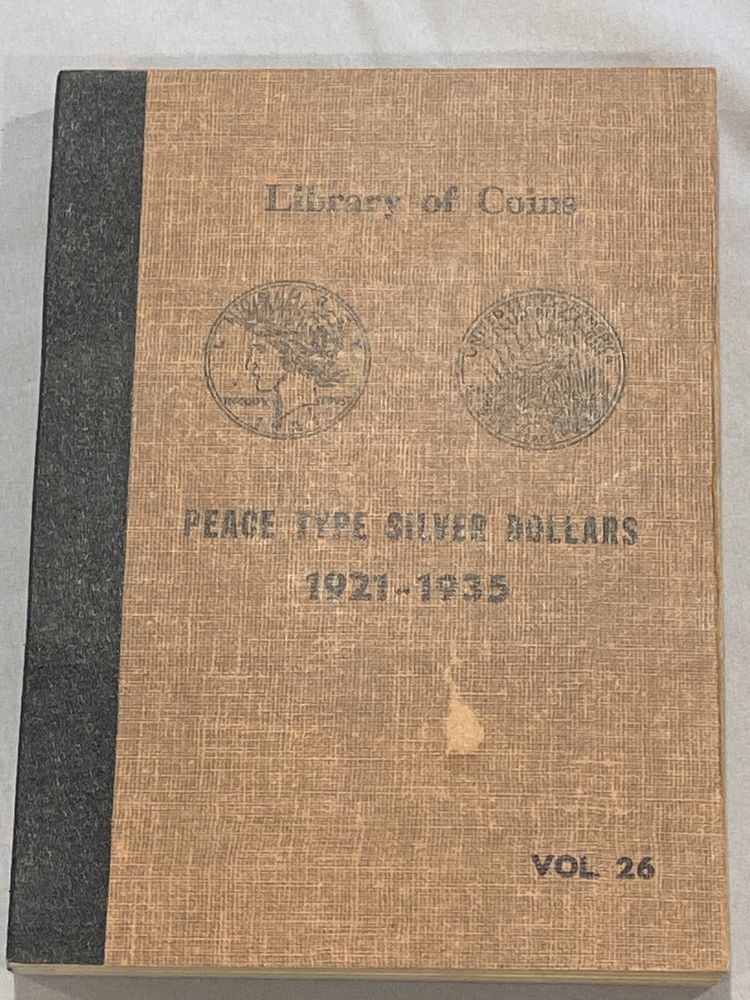 Library of Coins
PEACE TYPE SILVER DOLLARS
1921-1935
VOL. 26